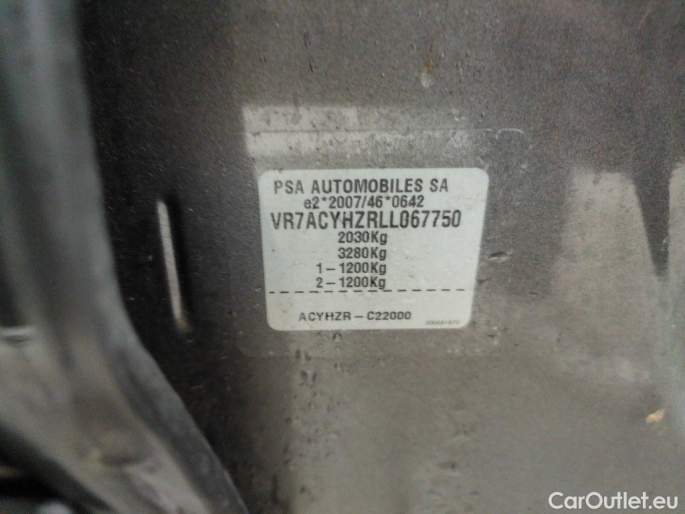 PSA AUTOMOBILES SA
e2*2007/46*0642
VR7ACYHZRLL067750
2030Kg
3280Kg
1-1200Kg
2-1200Kg
ACYHZR-C22000
CarOutlet.eu